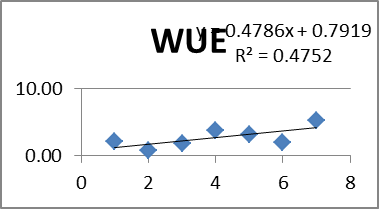 WUE
y = 0.4786x + 0.7919
R² = 0.4752
10.00
0.00
0 2 4 6 8